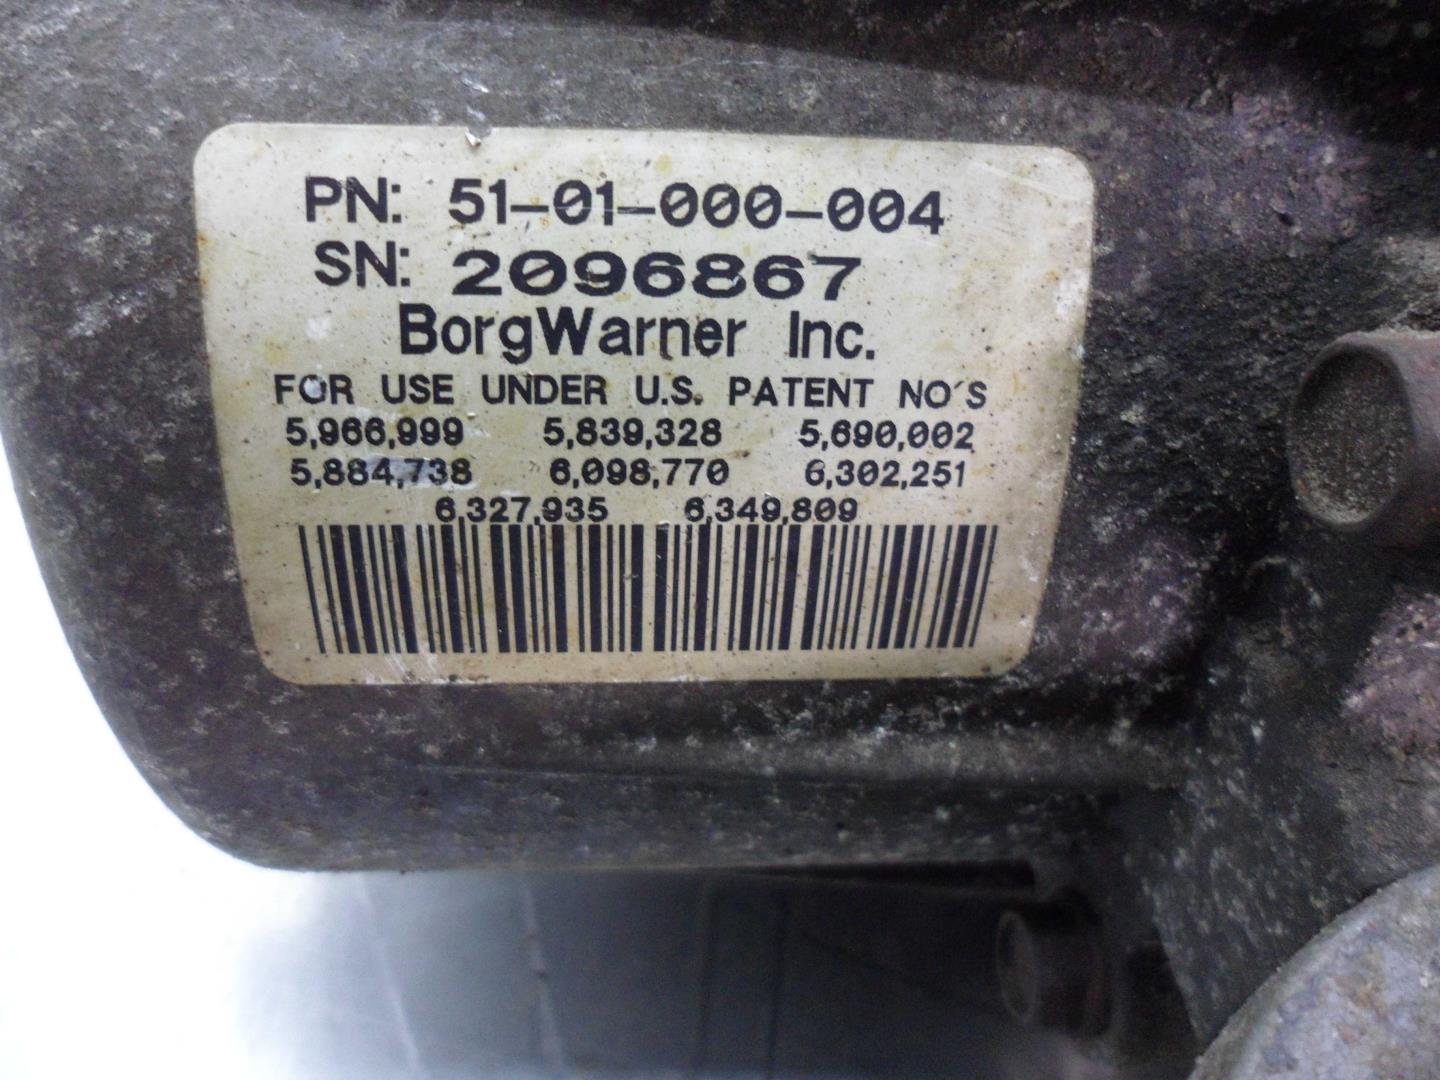 PN: 51-01-000-004
SN: 2096867
BorgWarner Inc.
FOR USE UNDER U.S. PATENT NO'S
5,966,999 5,839,328 5,690,002
5,884,738 6,098,770 6,302,251
6,327,935 6,349,809